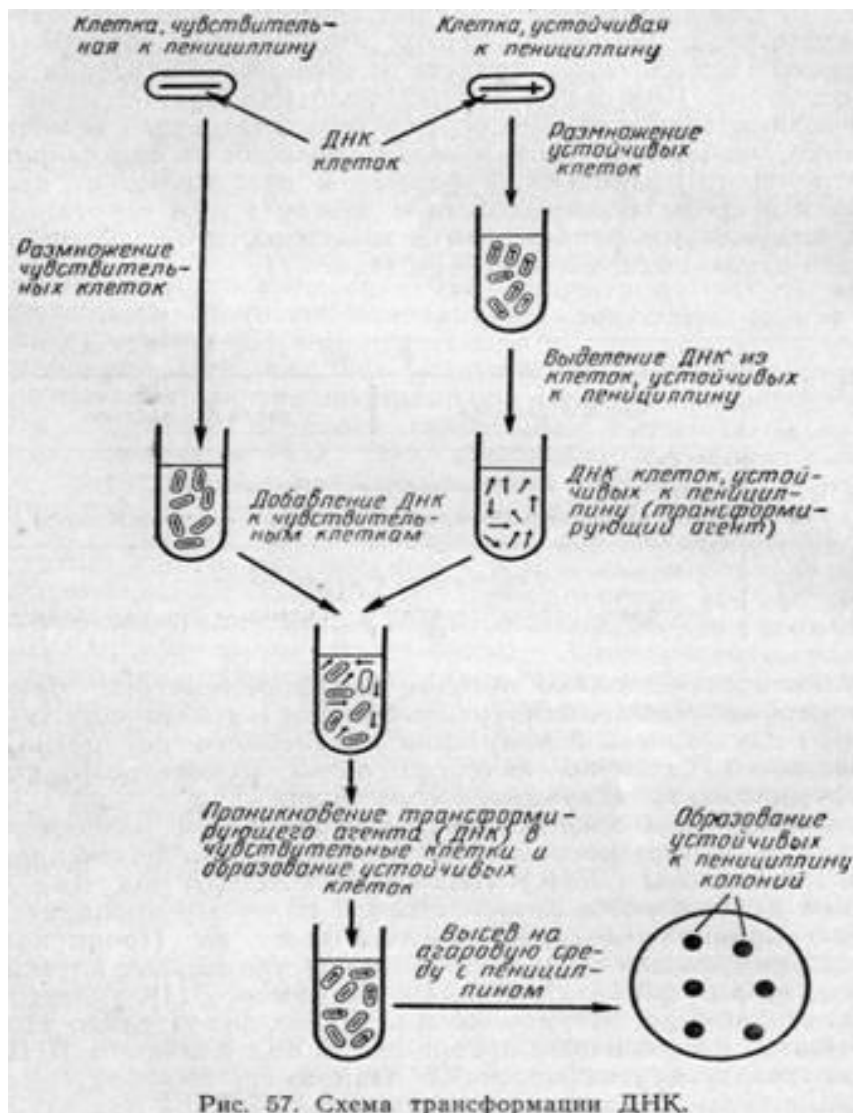 Клетка, чувствитель-
ная к пенициллину
Клетка, устойчивая
к пенициллину
ДНК
клеток
Размножение
устойчивых
клеток
Размножение
чувствитель-
ных клеток
Выделение ДНК из
клеток, устойчивых
к пенициллину
Добавление ДНК
к чувствитель-
ным клеткам
ДНК клеток, устой-
чивых к пеницил-
лину (трансформи-
рующий агент)
Проникновение трансформи-
рующего агента (ДНК) в
чувствительные клетки и
образование устойчивых
клеток
Высев на
агаровую сре-
ду с пеницил-
лином
Образование
устойчивых
к пенициллину
колоний
Рис. 57. Схема трансформации ДНК.